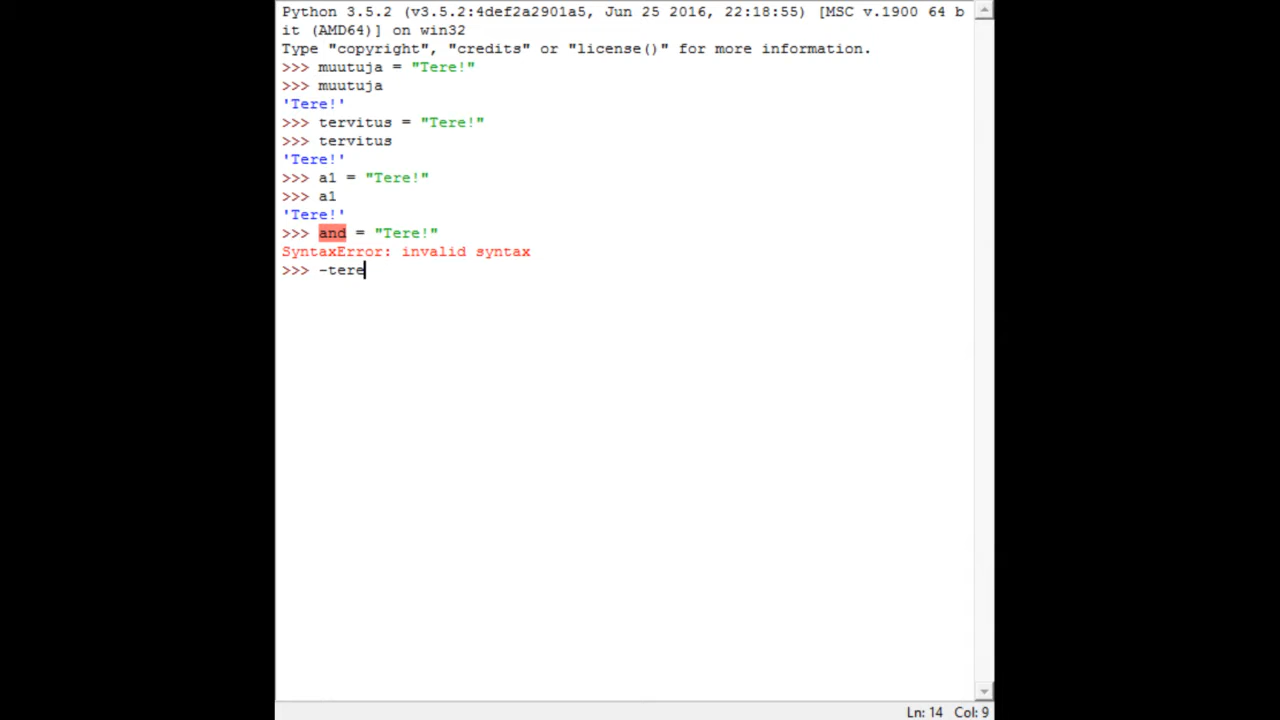 Python 3.5.2 (v3.5.2:4def2a2901a5, Jun 25 2016, 22:18:55) [MSC v.1900 64 b
it (AMD64)] on win32
Type "copyright", "credits" or "license()" for more information.
>>> muutuja = "Tere!"
>>> muutuja
'Tere!'
>>> tervitus = "Tere!"
>>> tervitus
'Tere!'
>>> a1 = "Tere!"
>>> a1
'Tere!'
>>> and = "Tere!"
SyntaxError: invalid syntax
>>> -tere
Ln: 14 Col: 9